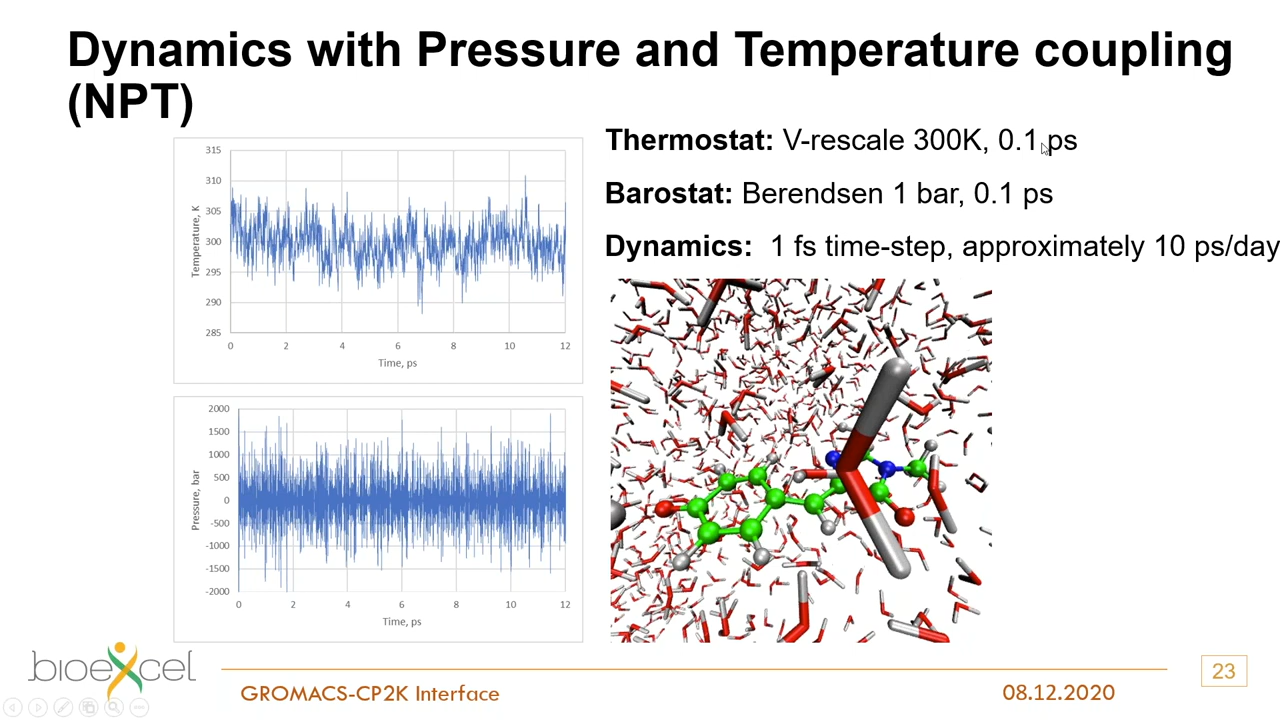 Dynamics with Pressure and Temperature coupling
(NPT)
Thermostat: V-rescale 300K, 0.1 ps
Barostat: Berendsen 1 bar, 0.1 ps
Dynamics: 1 fs time-step, approximately 10 ps/day
315
310
305
300
295
290
285
Temperature, K
0 2 4 6 8 10 12
Time, ps
2000
1500
1000
500
0
-500
-1000
-1500
-2000
Pressure, bar
0 2 4 6 8 10 12
Time, ps
bioexcel
GROMACS-CP2K Interface
08.12.2020
23